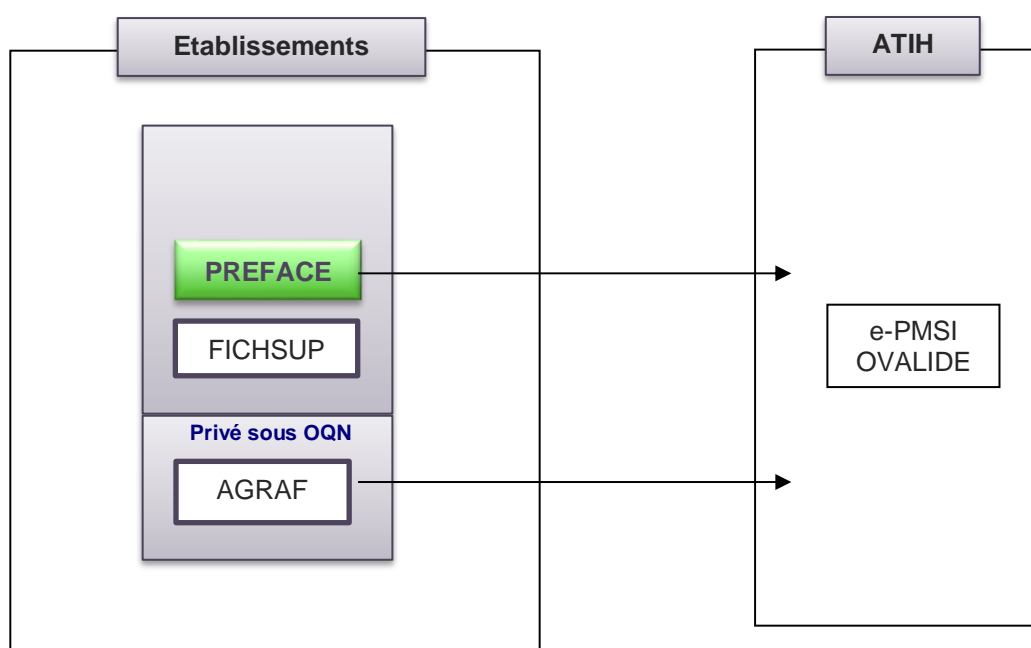 Etablissements
ATIH
PREFACE
FICHSUP
e-PMSI
OVALIDE
Privé sous OQN
AGRAF